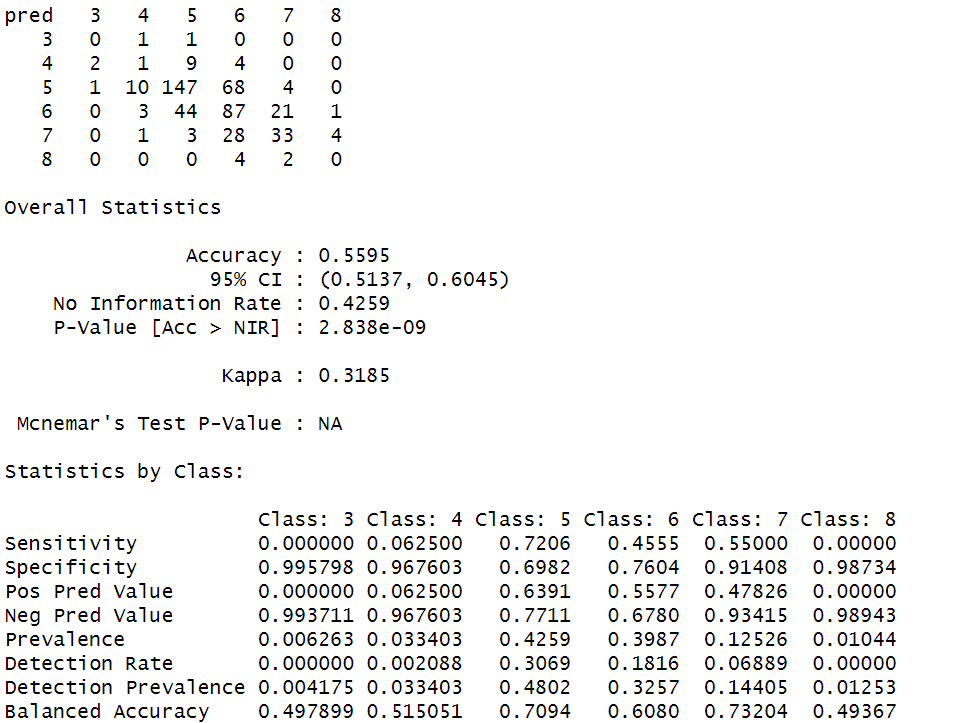 pred   3   4   5   6   7   8
   3   0   1   1   0   0   0
   4   2   1   9   4   0   0
   5   1  10 147  68   4   0
   6   0   3  44  87  21   1
   7   0   1   3  28  33   4
   8   0   0   0   4   2   0
Overall Statistics
               Accuracy : 0.5595
                 95% CI : (0.5137, 0.6045)
    No Information Rate : 0.4259
    P-Value [Acc > NIR] : 2.838e-09
                  Kappa : 0.3185
 Mcnemar's Test P-Value : NA
Statistics by Class:
                     Class: 3 Class: 4 Class: 5 Class: 6 Class: 7 Class: 8
Sensitivity          0.000000 0.062500   0.7206   0.4555  0.55000  0.00000
Specificity          0.995798 0.967603   0.6982   0.7604  0.91408  0.98734
Pos Pred Value       0.000000 0.062500   0.6391   0.5577  0.47826  0.00000
Neg Pred Value       0.993711 0.967603   0.7711   0.6780  0.93415  0.98943
Prevalence           0.006263 0.033403   0.4259   0.3987  0.12526  0.01044
Detection Rate       0.000000 0.002088   0.3069   0.1816  0.06889  0.00000
Detection Prevalence 0.004175 0.033403   0.4802   0.3257  0.14405  0.01253
Balanced Accuracy    0.497899 0.515051   0.7094   0.6080  0.73204  0.49367